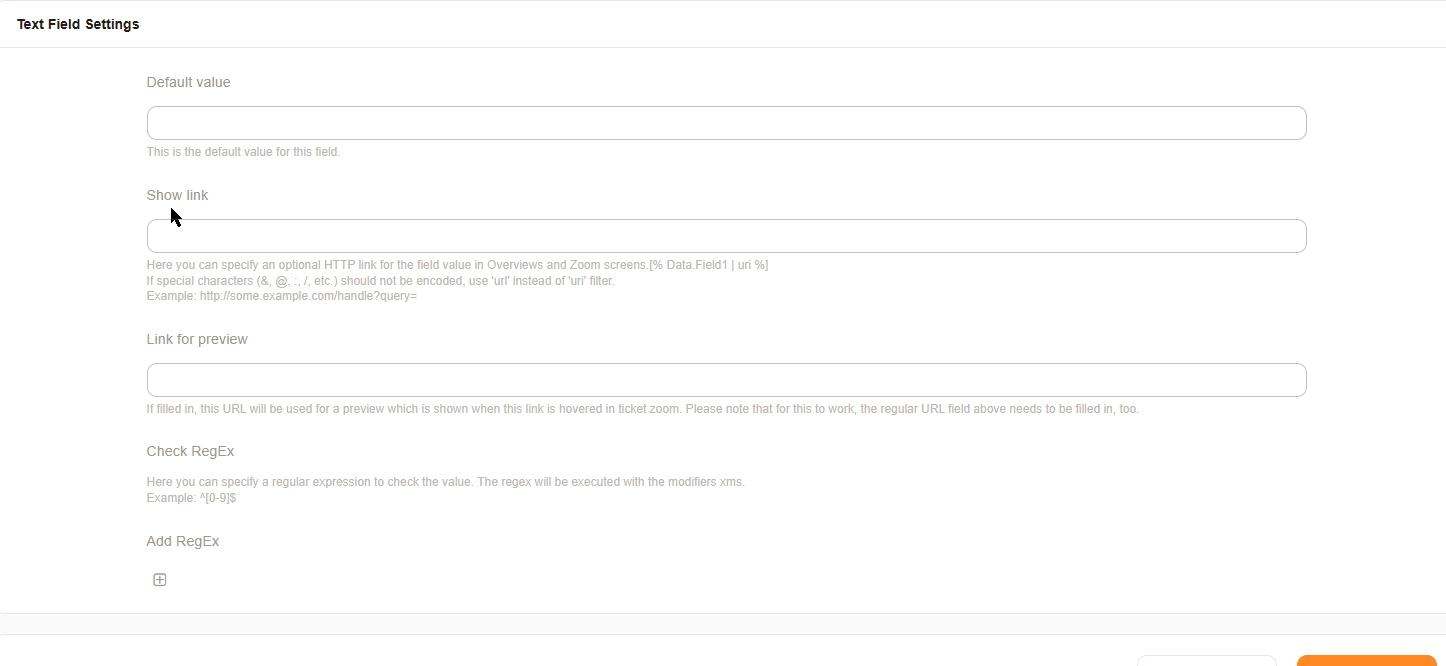 Text Field Settings
Default value
This is the default value for this field.
Show link
Here you can specify an optional HTTP link for the field value in Overviews and Zoom screens.[% Data.Field1 | uri %]
If special characters (&, @, :, /, etc.) should not be encoded, use 'url' instead of 'uri' filter.
Example: http://some.example.com/handle?query=
Link for preview
If filled in, this URL will be used for a preview which is shown when this link is hovered in ticket zoom. Please note that for this to work, the regular URL field above needs to be filled in, too.
Check RegEx
Here you can specify a regular expression to check the value. The regex will be executed with the modifiers xms.
Example: ^[0-9]$
Add RegEx